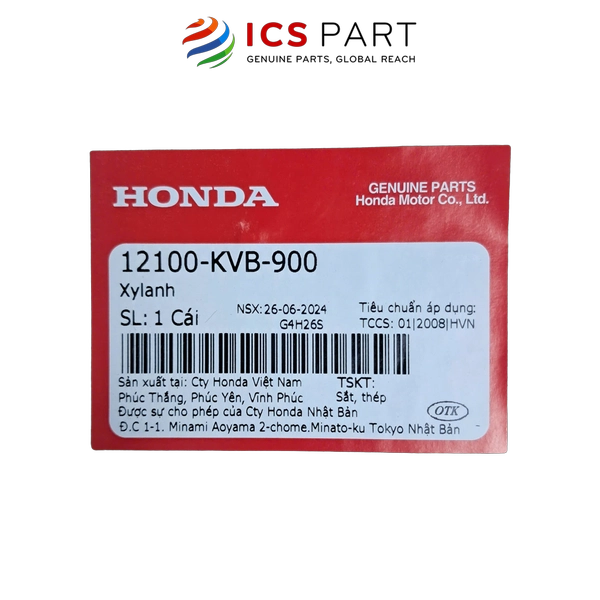 ICS PART
GENUINE PARTS, GLOBAL REACH
HONDA
GENUINE PARTS
Honda Motor Co., Ltd.
12100-KVB-900
Xylanh
SL: 1 Cái
NSX: 26-06-2024
G4H26S
Tiêu chuẩn áp dụng:
TCCS: 01|2008|HVN
Sản xuất tại: Cty Honda Việt Nam
Phúc Thắng, Phúc Yên, Vĩnh Phúc
TSKT:
Sắt, thép
Được sự cho phép của Cty Honda Nhật Bản
Đ.C 1-1. Minami Aoyama 2-chome.Minato-ku Tokyo Nhật Bản
OTK